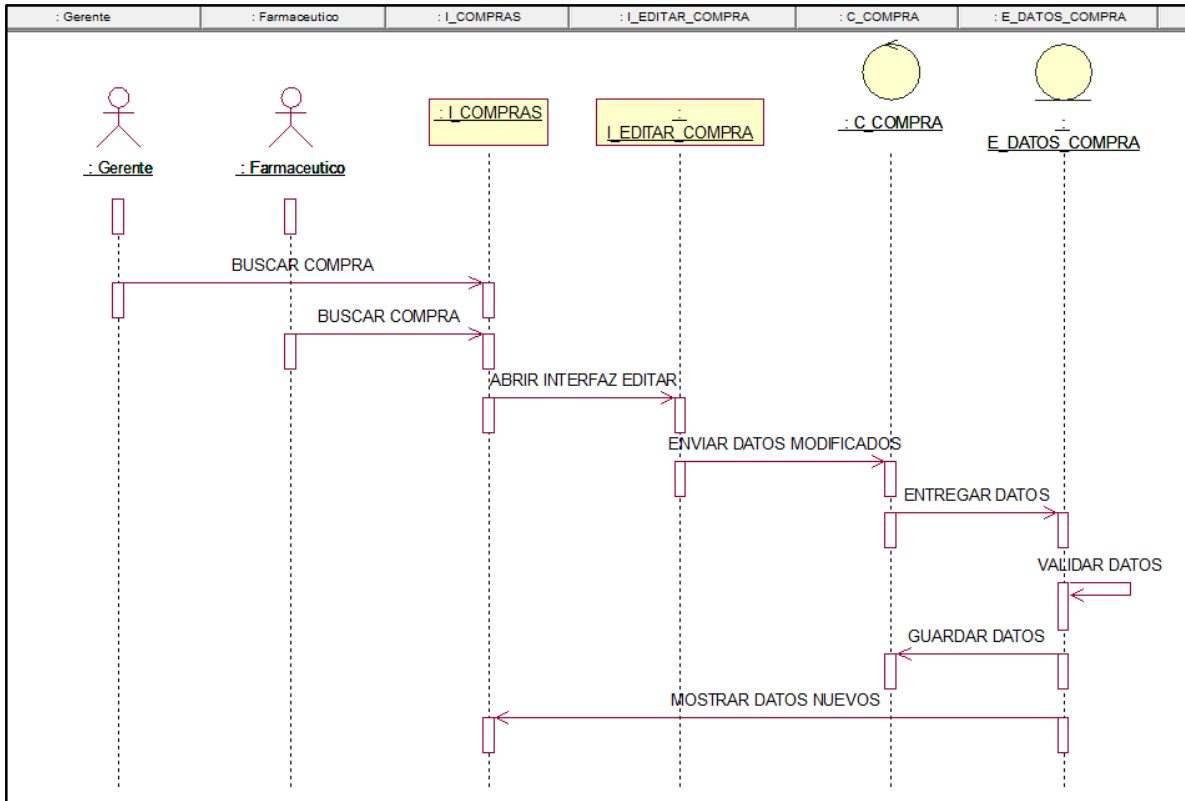 : Gerente
: Farmaceutico
: I_COMPRAS
: I_EDITAR_COMPRA
: C_COMPRA
: E_DATOS_COMPRA
: I_COMPRAS
:
I_EDITAR_COMPRA
: C_COMPRA
:
E_DATOS_COMPRA
: Gerente
: Farmaceutico
BUSCAR COMPRA
BUSCAR COMPRA
ABRIR INTERFAZ EDITAR
ENVIAR DATOS MODIFICADOS
ENTREGAR DATOS
VALIDAR DATOS
GUARDAR DATOS
MOSTRAR DATOS NUEVOS